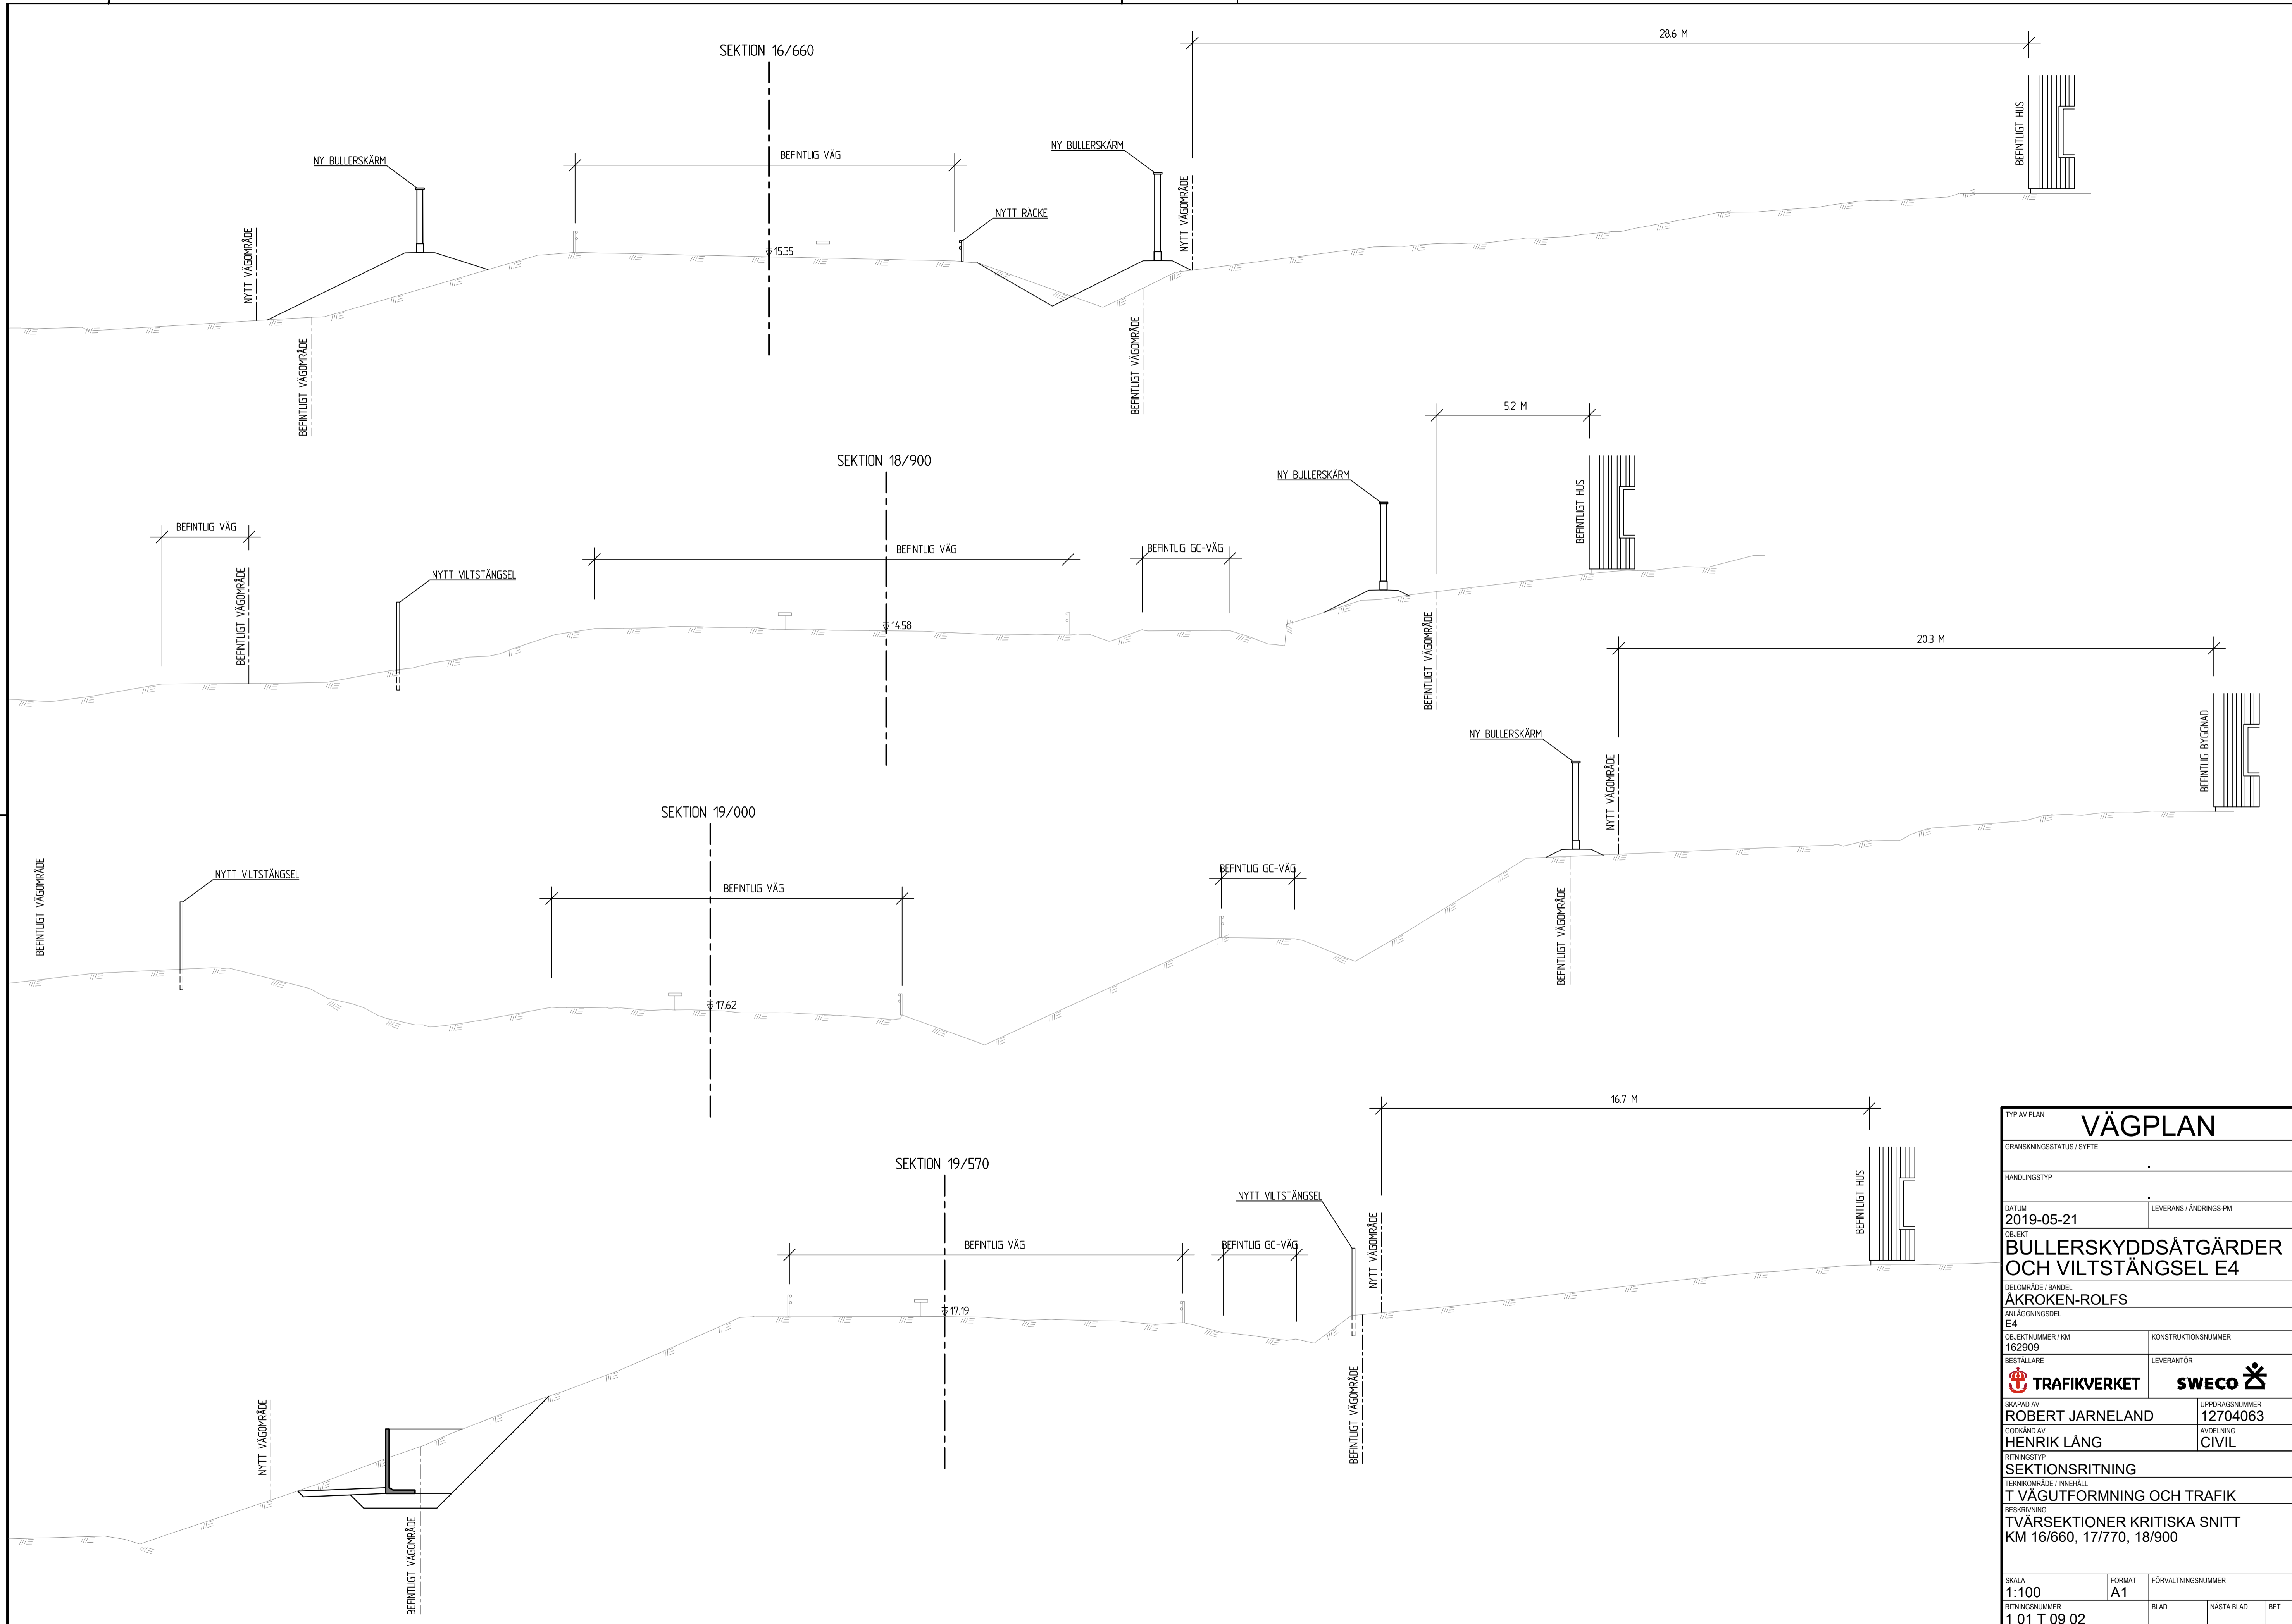 SEKTION 16/660
28.6 M
BEFINTLIGT HUS
NY BULLERSKÄRM
BEFINTLIG VÄG
NY BULLERSKÄRM
NYTT RÄCKE
NYTT VÄGOMRÅDE
NYTT VÄGOMRÅDE
15.35
BEFINTLIGT VÄGOMRÅDE
BEFINTLIGT VÄGOMRÅDE
SEKTION 18/900
5.2 M
NY BULLERSKÄRM
BEFINTLIGT HUS
BEFINTLIG VÄG
BEFINTLIG VÄG
BEFINTLIG GC-VÄG
BEFINTLIGT VÄGOMRÅDE
NYTT VILTSTÄNGSEL
14.58
BEFINTLIGT VÄGOMRÅDE
20.3 M
SEKTION 19/000
NY BULLERSKÄRM
NYTT VÄGOMRÅDE
BEFINTLIG BYGGNAD
BEFINTLIGT VÄGOMRÅDE
NYTT VILTSTÄNGSEL
BEFINTLIG VÄG
BEFINTLIG GC-VÄG
BEFINTLIGT VÄGOMRÅDE
17.62
16.7 M
SEKTION 19/570
NYTT VILTSTÄNGSEL
NYTT VÄGOMRÅDE
BEFINTLIGT HUS
BEFINTLIG VÄG
BEFINTLIG GC-VÄG
17.19
BEFINTLIGT VÄGOMRÅDE
NYTT VÄGOMRÅDE
BEFINTLIGT VÄGOMRÅDE
TYP AV PLAN
VÄGPLAN
GRANSKNINGSSTATUS / SYFTE
.
HANDLINGSTYP
.
DATUM
2019-05-21
LEVERANS / ÄNDRINGS-PM
OBJEKT
BULLERSKYDDSÅTGÄRDER
OCH VILTSTÄNGSEL E4
DELOMRÅDE / BANDEL
ÅKROKEN-ROLFS
ANLÄGGNINGSDEL
E4
OBJEKTNUMMER / KM
162909
KONSTRUKTIONSNUMMER
BESTÄLLARE
TRAFIKVERKET
LEVERANTÖR
SWECO
SKAPAD AV
ROBERT JARNELAND
UPPDRAGSNUMMER
12704063
GODKÄND AV
HENRIK LÅNG
AVDELNING
CIVIL
RITNINGSTYP
SEKTIONSRITNING
TEKNIKOMRÅDE / INNEHÅLL
T VÄGUTFORMNING OCH TRAFIK
BESKRIVNING
TVÄRSEKTIONER KRITISKA SNITT
KM 16/660, 17/770, 18/900
SKALA
1:100
FORMAT
A1
FÖRVALTNINGSNUMMER
RITNINGSNUMMER
1 01 T 09 02
BLAD
NÄSTA BLAD
BET